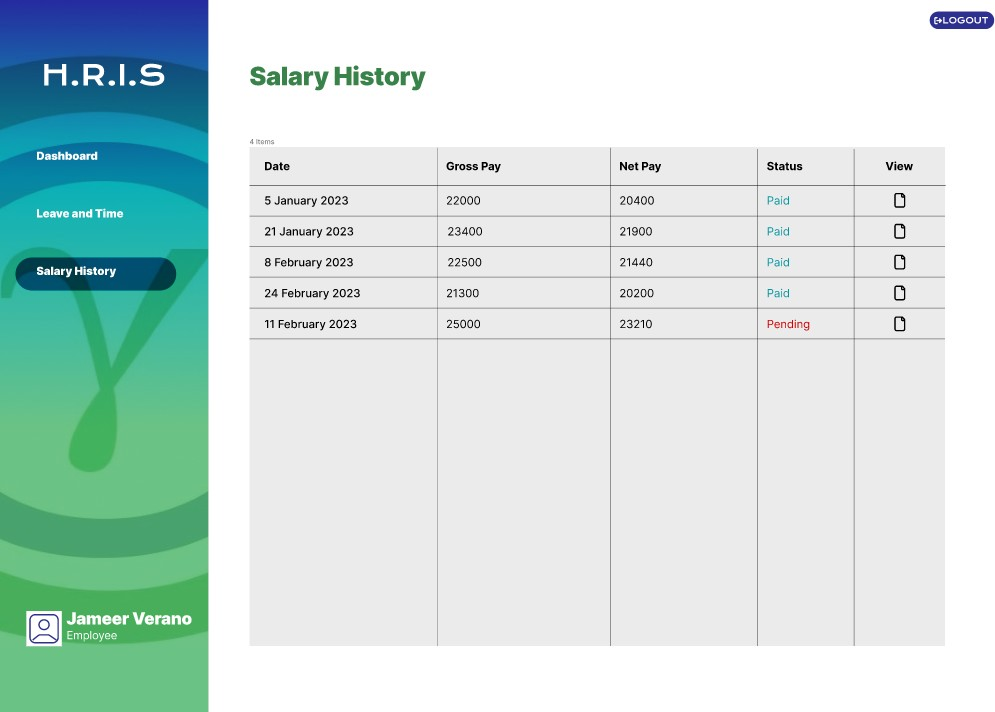 LOGOUT
H.R.I.S
Salary History
4 Items
Date Gross Pay Net Pay Status View
Dashboard
5 January 2023 22000 20400 Paid
Leave and Time
21 January 2023 23400 21900 Paid
8 February 2023 22500 21440 Paid
Salary History
24 February 2023 21300 20200 Paid
11 February 2023 25000 23210 Pending
γ
Jameer Verano
Employee